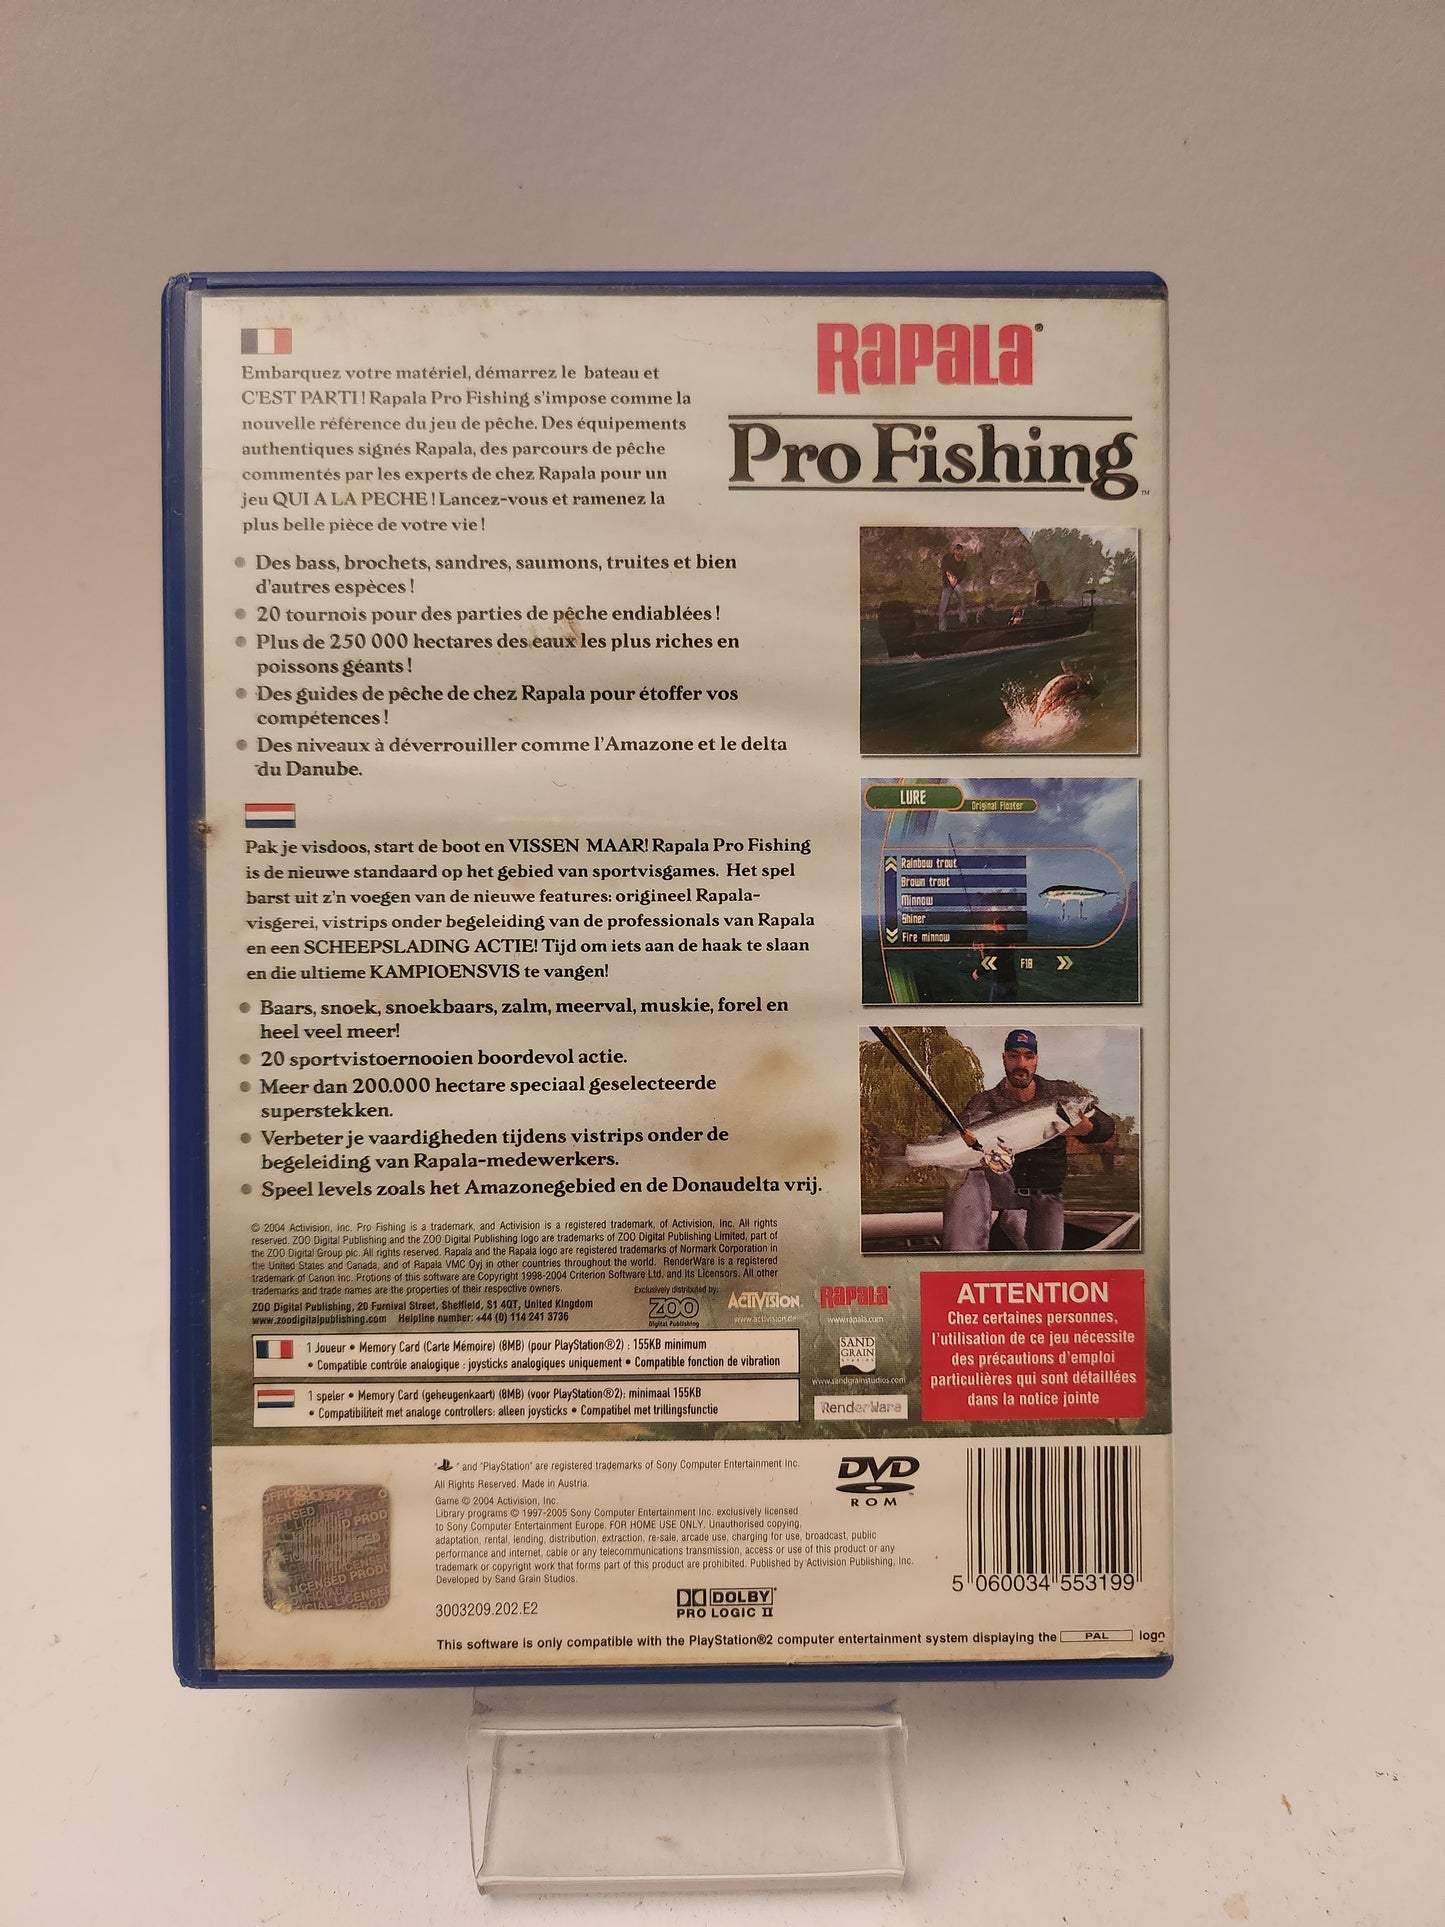 Embarquez votre matériel, démarrez le bateau et
C'EST PARTI ! Rapala Pro Fishing s'impose comme la
nouvelle référence du jeu de pêche. Des équipements
authentiques signés Rapala, des parcours de pêche
commentés par les experts de chez Rapala pour un
jeu QUI A LA PECHE ! Lancez-vous et ramenez la
plus belle pièce de votre vie !
• Des bass, brochets, sandres, saumons, truites et bien
d'autres espèces !
• 20 tournois pour des parties de pêche endiablées !
• Plus de 250 000 hectares des eaux les plus riches en
poissons géants !
• Des guides de pêche de chez Rapala pour étoffer vos
compétences !
• Des niveaux à déverrouiller comme l'Amazone et le delta
du Danube.
RAPALA®
Pro Fishing™
LURE
Original Floater
Rainbow trout
Brown trout
Minnow
Shiner
Fire minnow
F18
Pak je visdoos, start de boot en VISSEN MAAR! Rapala Pro Fishing
is de nieuwe standaard op het gebied van sportvisgames. Het spel
barst uit z'n voegen van de nieuwe features: origineel Rapala-
visgerei, vistrips onder begeleiding van de professionals van Rapala
en een SCHEEPSLADING ACTIE! Tijd om iets aan de haak te slaan
en die ultieme KAMPIOENSVIS te vangen!
• Baars, snoek, snoekbaars, zalm, meerval, muskie, forel en
heel veel meer!
• 20 sportvistoernooien boordevol actie.
• Meer dan 200.000 hectare speciaal geselecteerde
superstekken.
• Verbeter je vaardigheden tijdens vistrips onder de
begeleiding van Rapala-medewerkers.
• Speel levels zoals het Amazonegebied en de Donaudelta vrij.
© 2004 Activision, Inc. Pro Fishing is a trademark, and Activision is a registered trademark, of Activision, Inc. All rights
reserved. ZOO Digital Publishing and the ZOO Digital Publishing logo are trademarks of ZOO Digital Publishing Limited, part of
the ZOO Digital Group plc. All rights reserved. Rapala and the Rapala logo are registered trademarks of Normark Corporation in
the United States and Canada, and of Rapala VMC Oyj in other countries throughout the world. RenderWare is a registered
trademark of Canon Inc. Protions of this software are Copyright 1998-2004 Criterion Software Ltd. and Its Licensors. All other
trademarks and trade names are the properties of their respective owners.
ZOO Digital Publishing, 20 Furnival Street, Sheffield, S1 4QT, United Kingdom
www.zoodigitalpublishing.com Helpline number: +44 (0) 114 241 3736
Exclusively distributed by:
ZOO
Digital Publishing
ACTIVISION
www.activision.de
RAPALA
www.rapala.com
SAND
GRAIN
STUDIOS
www.sandgrainstudios.com
RenderWare
1 Joueur • Memory Card (Carte Mémoire) (8MB) (pour PlayStation®2) : 155KB minimum
• Compatible contrôle analogique : joysticks analogiques uniquement • Compatible fonction de vibration
1 speler • Memory Card (geheugenkaart) (8MB) (voor PlayStation®2): minimaal 155KB
• Compatibiliteit met analoge controllers: alleen joysticks • Compatibel met trillingsfunctie
ATTENTION
Chez certaines personnes,
l'utilisation de ce jeu nécessite
des précautions d'emploi
particulières qui sont détaillées
dans la notice jointe
" " and "PlayStation" are registered trademarks of Sony Computer Entertainment Inc.
All Rights Reserved. Made in Austria.
Game © 2004 Activision, Inc.
Library programs © 1997-2005 Sony Computer Entertainment Inc. exclusively licensed
to Sony Computer Entertainment Europe. FOR HOME USE ONLY. Unauthorised copying,
adaptation, rental, lending, distribution, extraction, re-sale, arcade use, charging for use, broadcast, public
performance and internet, cable or any telecommunications transmission, access or use of this product or any
trademark or copyright work that forms part of this product are prohibited. Published by Activision Publishing, Inc.
Developed by Sand Grain Studios.
3003209.202.E2
DOLBY
PRO LOGIC II
DVD™
ROM
5 060034 553199
This software is only compatible with the PlayStation®2 computer entertainment system displaying the PAL logo